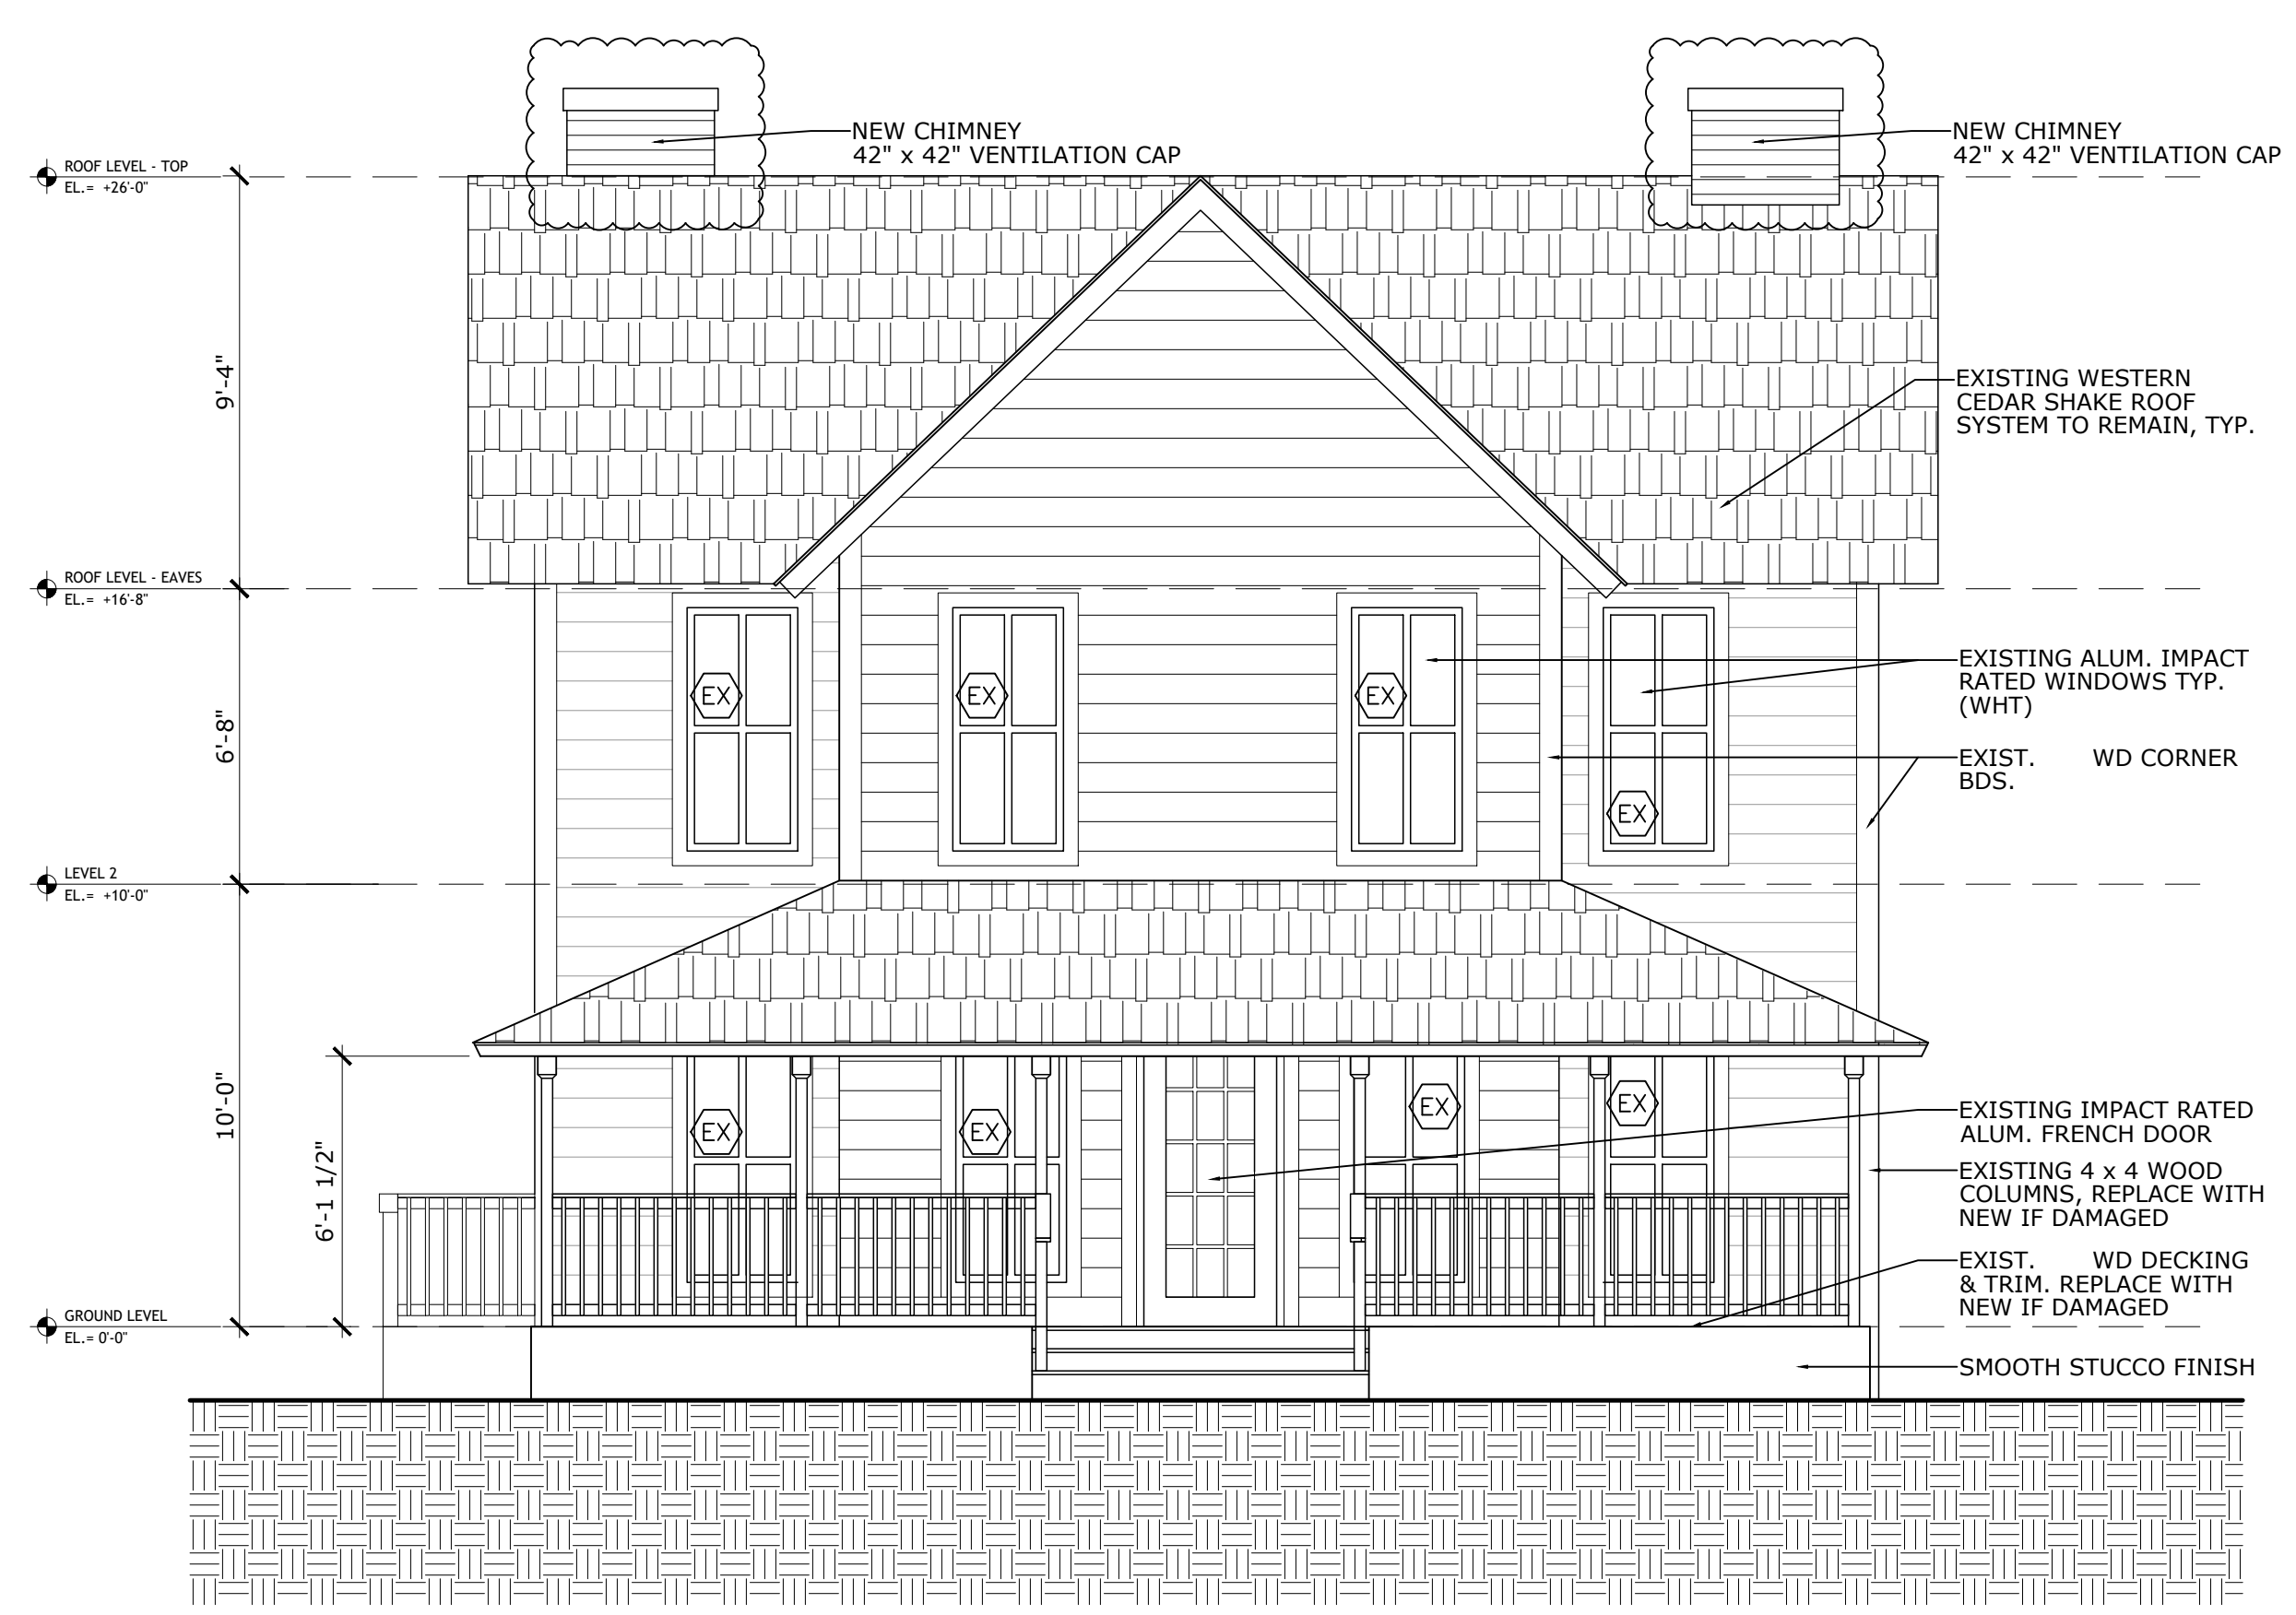 NEW CHIMNEY
42" x 42" VENTILATION CAP
NEW CHIMNEY
42" x 42" VENTILATION CAP
ROOF LEVEL - TOP
EL.= +26'-0"
9'-4"
EXISTING WESTERN
CEDAR SHAKE ROOF
SYSTEM TO REMAIN, TYP.
ROOF LEVEL - EAVES
EL.= +16'-8"
6'-8"
EX
EX
EX
EX
EXISTING ALUM. IMPACT
RATED WINDOWS TYP.
(WHT)
EXIST. WD CORNER
BDS.
LEVEL 2
EL.= +10'-0"
10'-0"
6'-1 1/2"
EX
EX
EX
EX
EXISTING IMPACT RATED
ALUM. FRENCH DOOR
EXISTING 4 x 4 WOOD
COLUMNS, REPLACE WITH
NEW IF DAMAGED
EXIST. WD DECKING
& TRIM. REPLACE WITH
NEW IF DAMAGED
GROUND LEVEL
EL.= 0'-0"
SMOOTH STUCCO FINISH